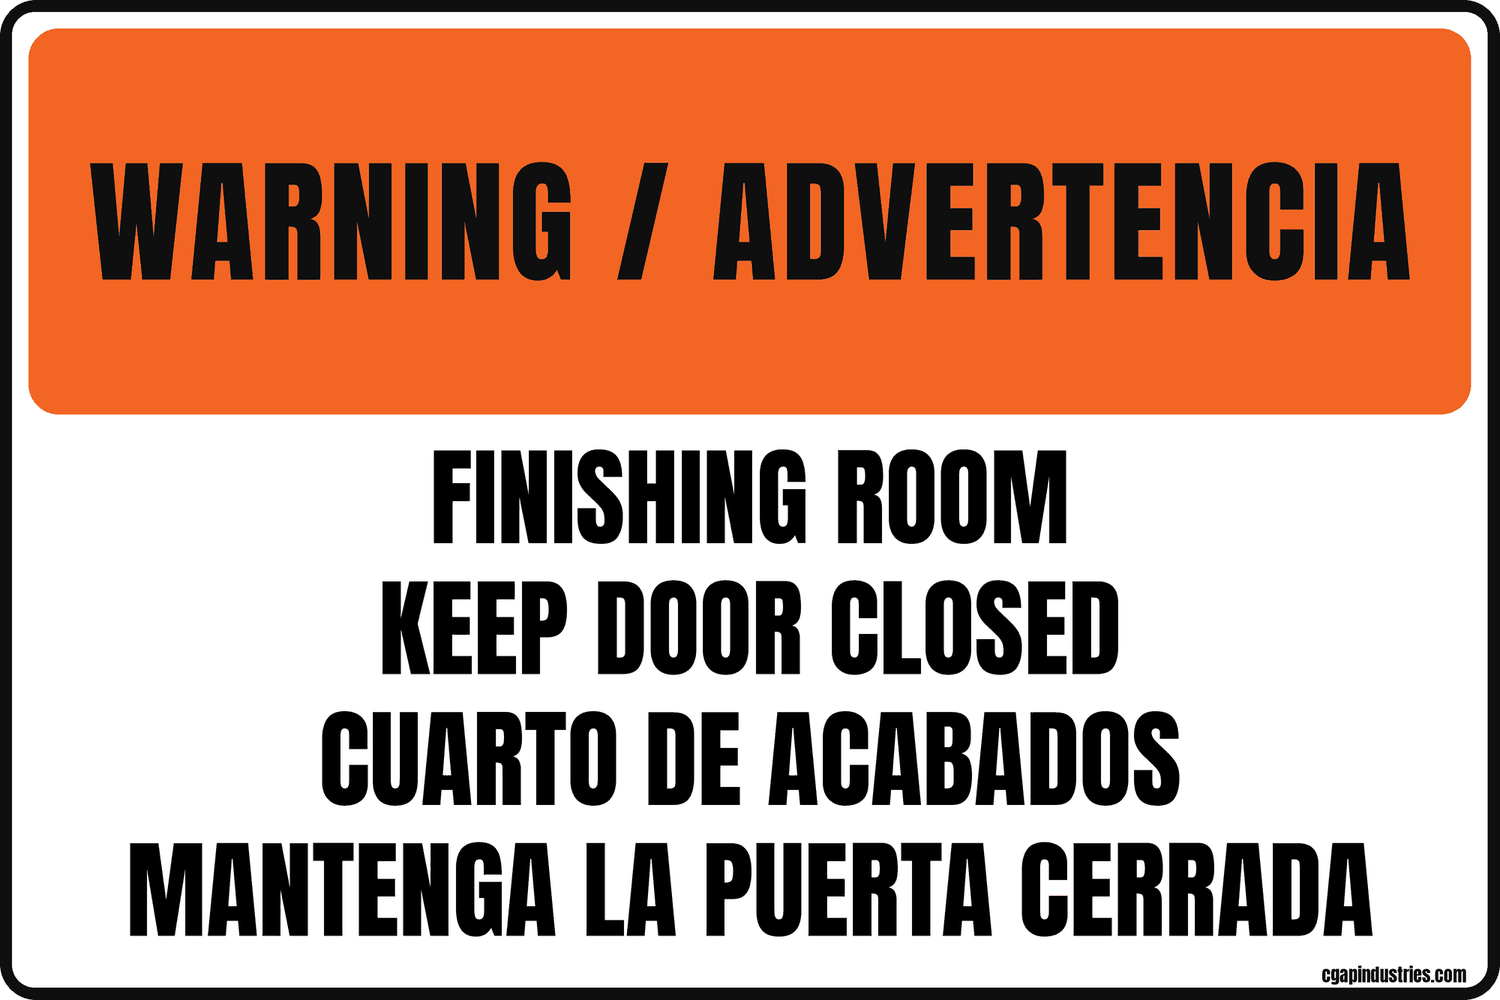 WARNING / ADVERTENCIA
FINISHING ROOM
KEEP DOOR CLOSED
CUARTO DE ACABADOS
MANTENGA LA PUERTA CERRADA
cgapindustries.com